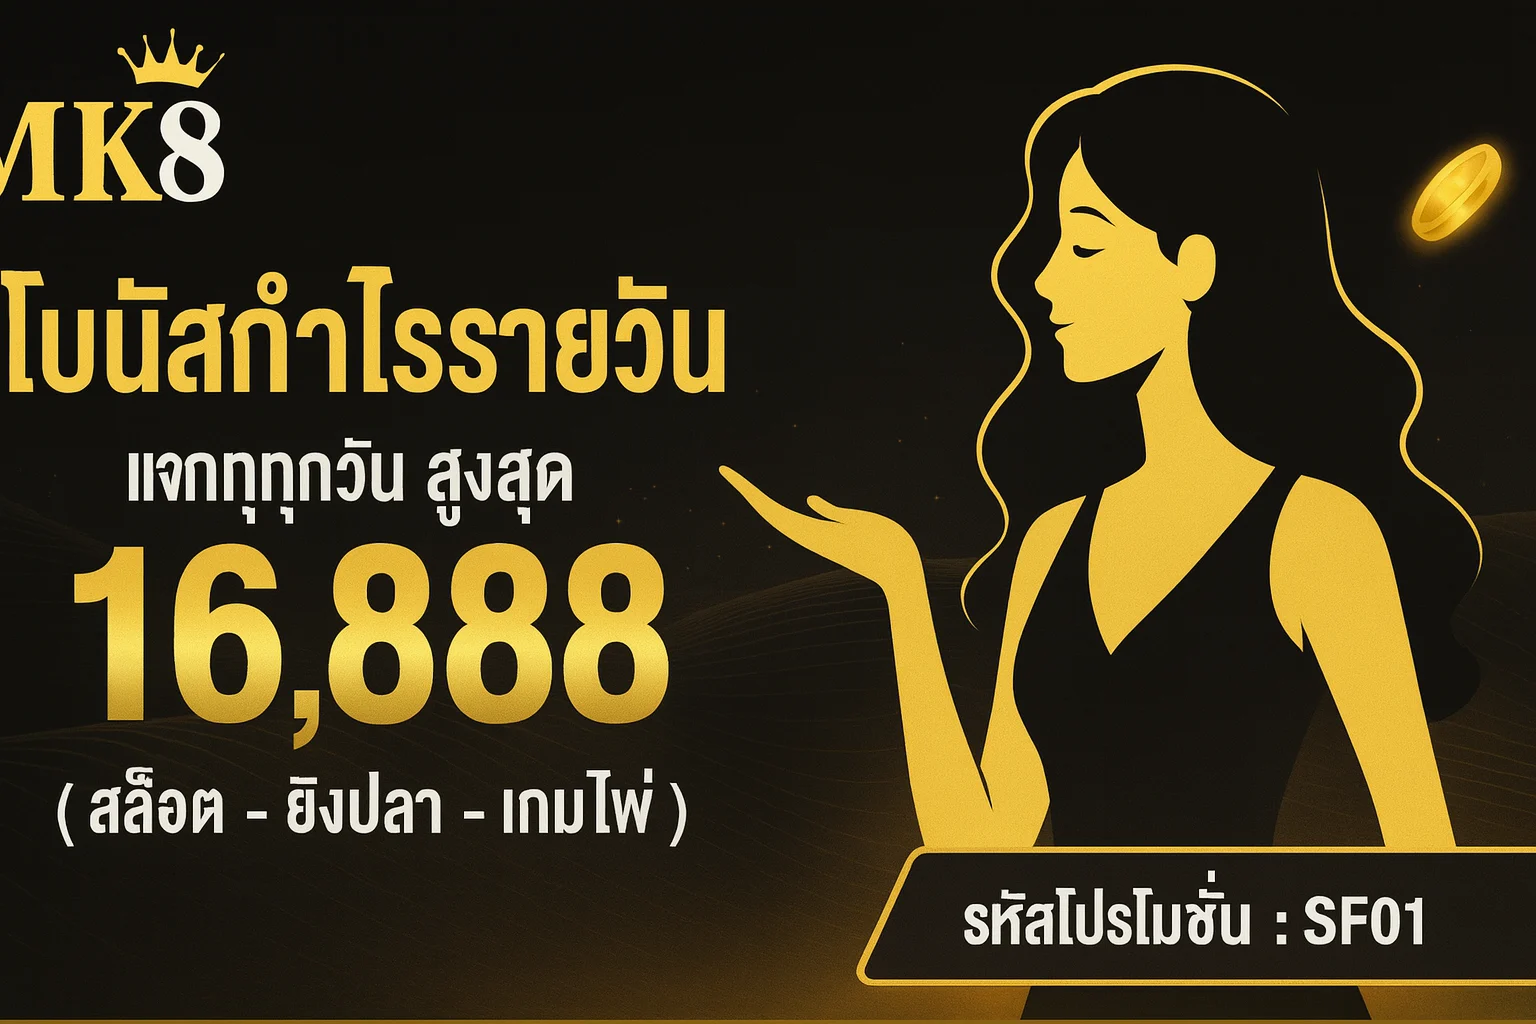 MK8
โบนัสกำไรรายวัน
แจกทุทุกวัน สูงสุด
16,888
( สล็อต - ยิงปลา - เกมไพ่ )
รหัสโปรโมชั่น : SF01